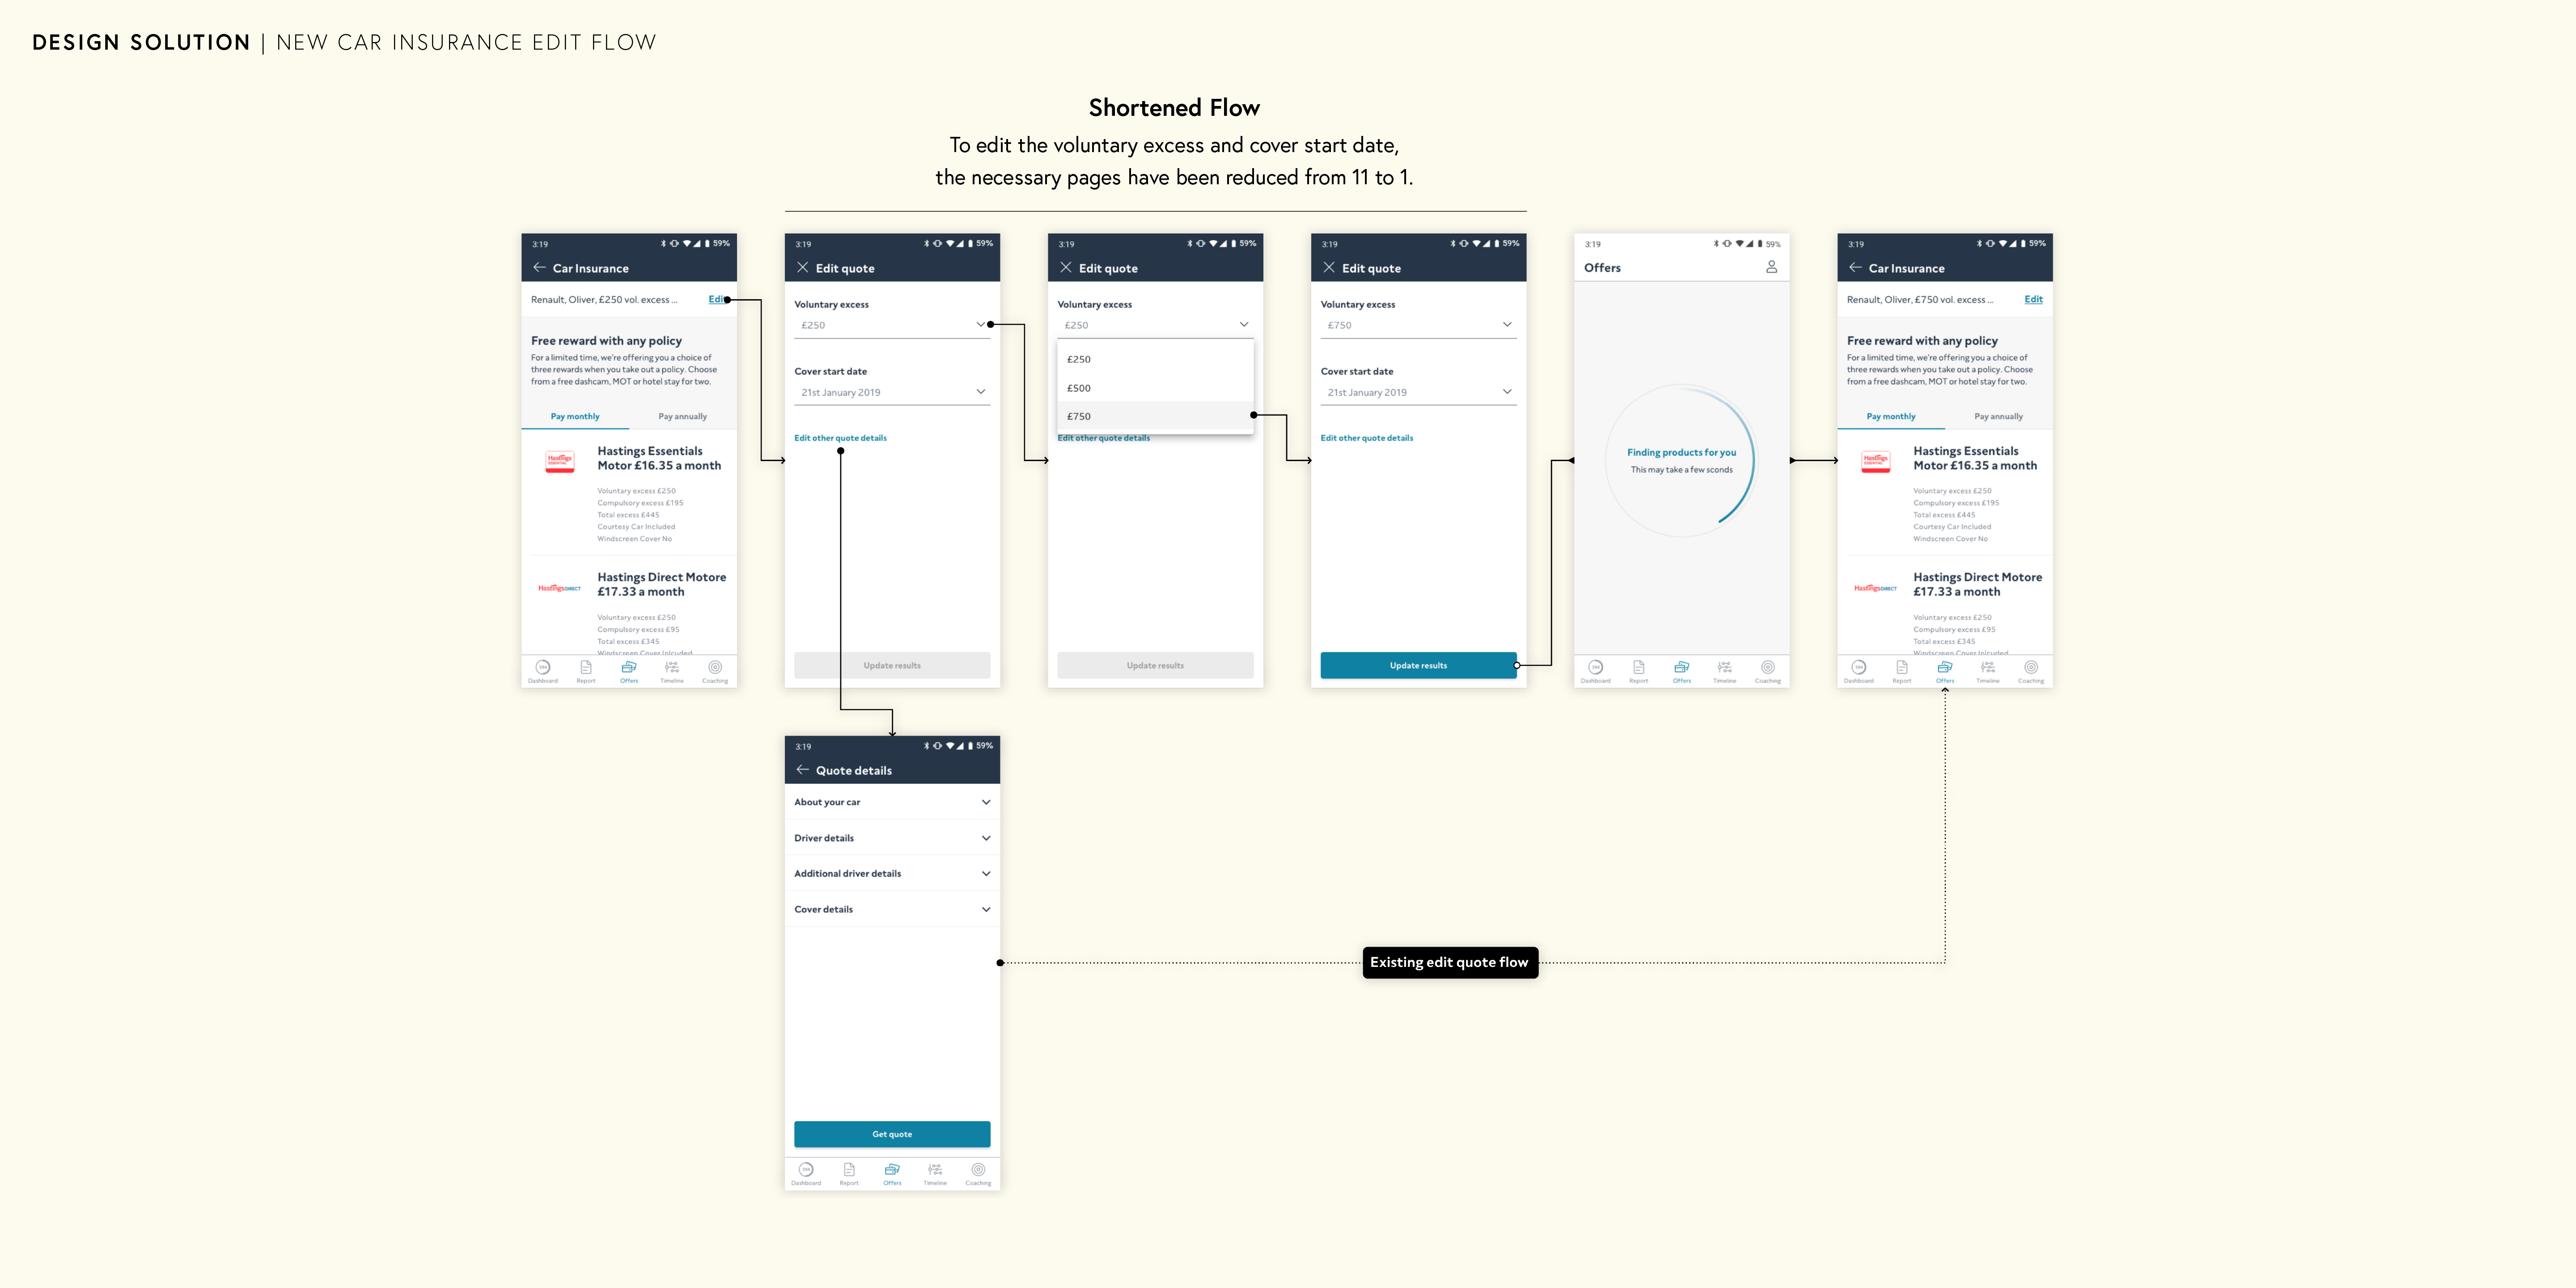 DESIGN SOLUTION | NEW CAR INSURANCE EDIT FLOW
Shortened Flow
To edit the voluntary excess and cover start date,
the necessary pages have been reduced from 11 to 1.
3:19
59%
Car Insurance
Renault, Oliver, £250 vol. excess ...
Edit
Free reward with any policy
For a limited time, we're offering you a choice of
three rewards when you take out a policy. Choose
from a free dashcam, MOT or hotel stay for two.
Pay monthly
Pay annually
Hastings
ESSENTIAL
Hastings Essentials
Motor £16.35 a month
Voluntary excess £250
Compulsory excess £195
Total excess £445
Courtesy Car Included
Windscreen Cover No
Hastings DIRECT
Hastings Direct Motore
£17.33 a month
Voluntary excess £250
Compulsory excess £95
Total excess £345
Windscreen Cover Inlcuded
Dashboard
Report
Offers
Timeline
Coaching
3:19
59%
Edit quote
Voluntary excess
£250
Cover start date
21st January 2019
Edit other quote details
Update results
3:19
59%
Edit quote
Voluntary excess
£250
£250
£500
£750
Edit other quote details
Update results
3:19
59%
Edit quote
Voluntary excess
£750
Cover start date
21st January 2019
Edit other quote details
Update results
3:19
59%
Offers
Finding products for you
This may take a few sconds
Dashboard
Report
Offers
Timeline
Coaching
3:19
59%
Car Insurance
Renault, Oliver, £750 vol. excess ...
Edit
Free reward with any policy
For a limited time, we're offering you a choice of
three rewards when you take out a policy. Choose
from a free dashcam, MOT or hotel stay for two.
Pay monthly
Pay annually
Hastings
ESSENTIAL
Hastings Essentials
Motor £16.35 a month
Voluntary excess £250
Compulsory excess £195
Total excess £445
Courtesy Car Included
Windscreen Cover No
Hastings DIRECT
Hastings Direct Motore
£17.33 a month
Voluntary excess £250
Compulsory excess £95
Total excess £345
Windscreen Cover Inlcuded
Dashboard
Report
Offers
Timeline
Coaching
3:19
59%
Quote details
About your car
Driver details
Additional driver details
Cover details
Get quote
Dashboard
Report
Offers
Timeline
Coaching
Existing edit quote flow